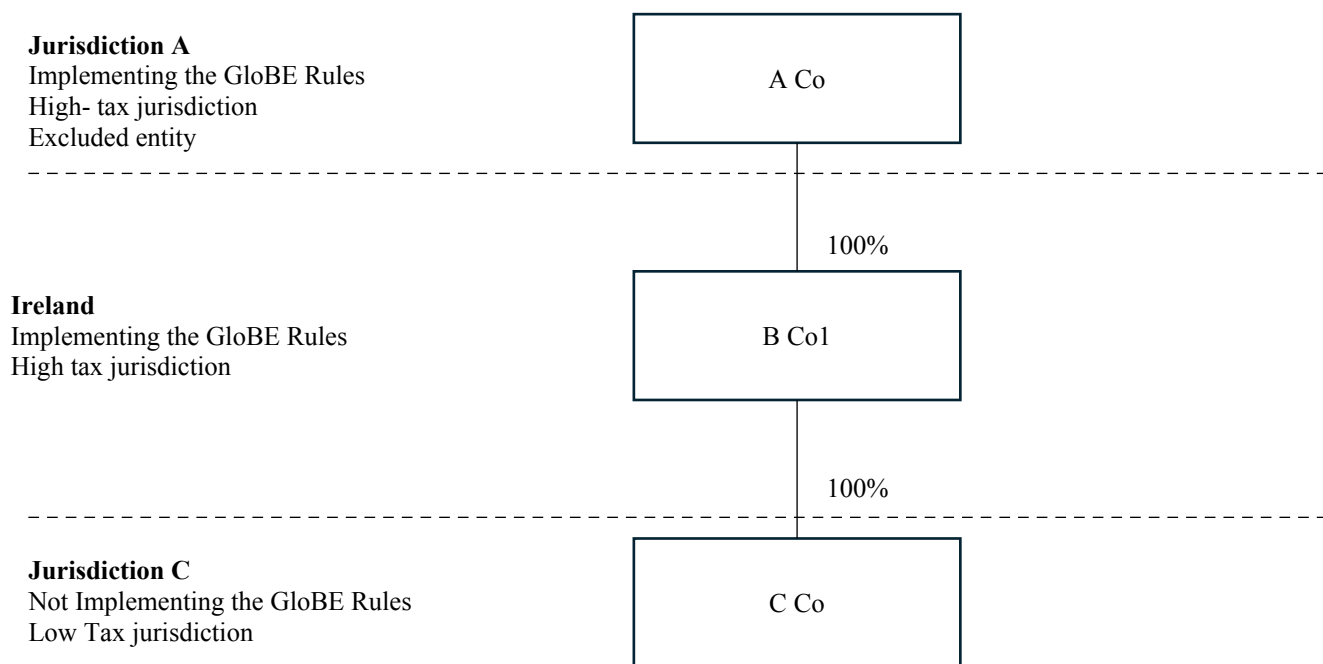 Jurisdiction A
Implementing the GloBE Rules
High- tax jurisdiction
Excluded entity
A Co
100%
Ireland
Implementing the GloBE Rules
High tax jurisdiction
B Co1
100%
Jurisdiction C
Not Implementing the GloBE Rules
Low Tax jurisdiction
C Co